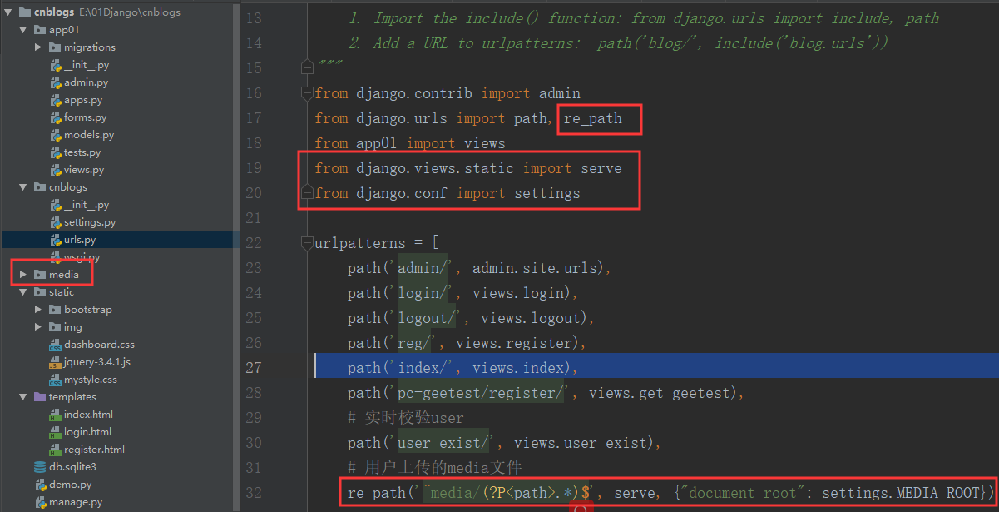 cnblogs E:\01Django\cnblogs
app01
migrations
__init__.py
admin.py
apps.py
forms.py
models.py
tests.py
views.py
cnblogs
__init__.py
settings.py
urls.py
wsgi.py
media
static
bootstrap
img
dashboard.css
jquery-3.4.1.js
mystyle.css
templates
index.html
login.html
register.html
db.sqlite3
demo.py
manage.py
13 1. Import the include() function: from django.urls import include, path
14 2. Add a URL to urlpatterns: path('blog/', include('blog.urls'))
15 """
16 from django.contrib import admin
17 from django.urls import path, re_path
18 from app01 import views
19 from django.views.static import serve
20 from django.conf import settings
21
22 urlpatterns = [
23 path('admin/', admin.site.urls),
24 path('login/', views.login),
25 path('logout/', views.logout),
26 path('reg/', views.register),
27 path('index/', views.index),
28 path('pc-geetest/register/', views.get_geetest),
29 # 实时校验user
30 path('user_exist/', views.user_exist),
31 # 用户上传的media文件
32 re_path('^media/(?P<path>.*)$', serve, {"document_root": settings.MEDIA_ROOT})